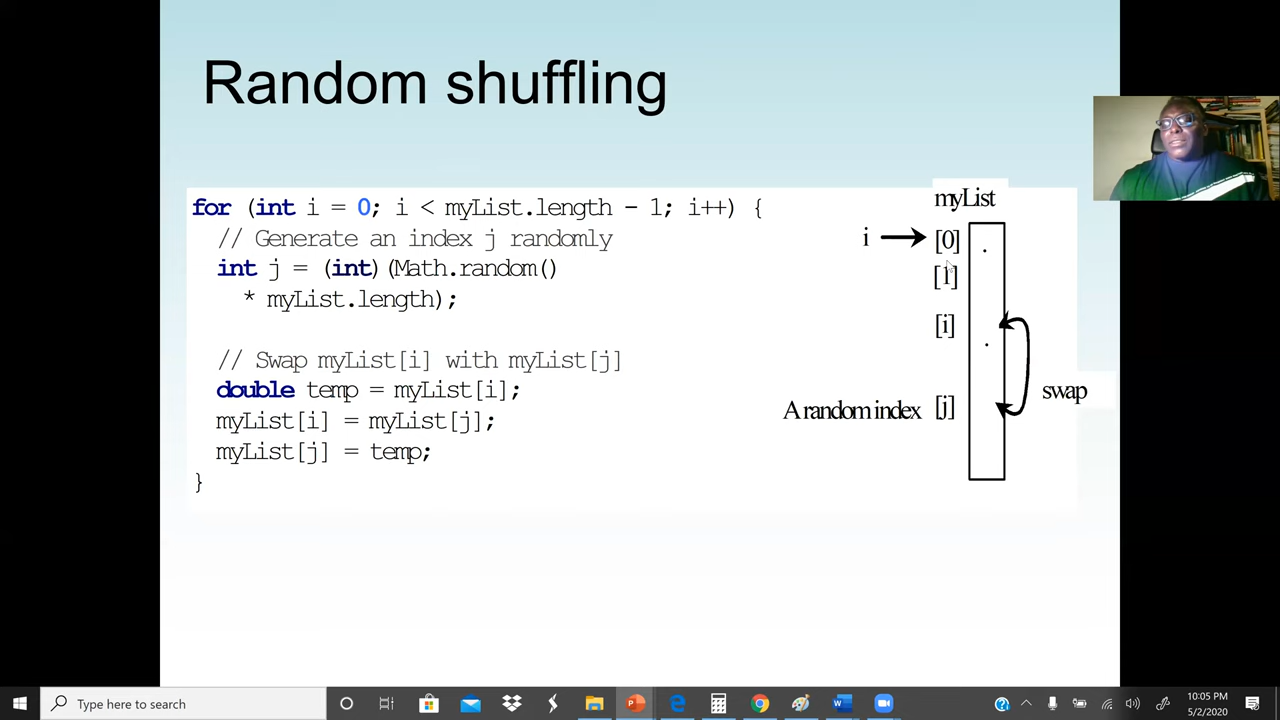 Random shuffling
for (int i = 0; i < myList.length - 1; i++) {
// Generate an index j randomly
int j = (int)(Math.random()
* myList.length);
// Swap myList[i] with myList[j]
double temp = myList[i];
myList[i] = myList[j];
myList[j] = temp;
}
myList
i
[0]
[1]
[i]
A random index [j]
swap
.
.
Type here to search
10:05 PM
5/2/2020